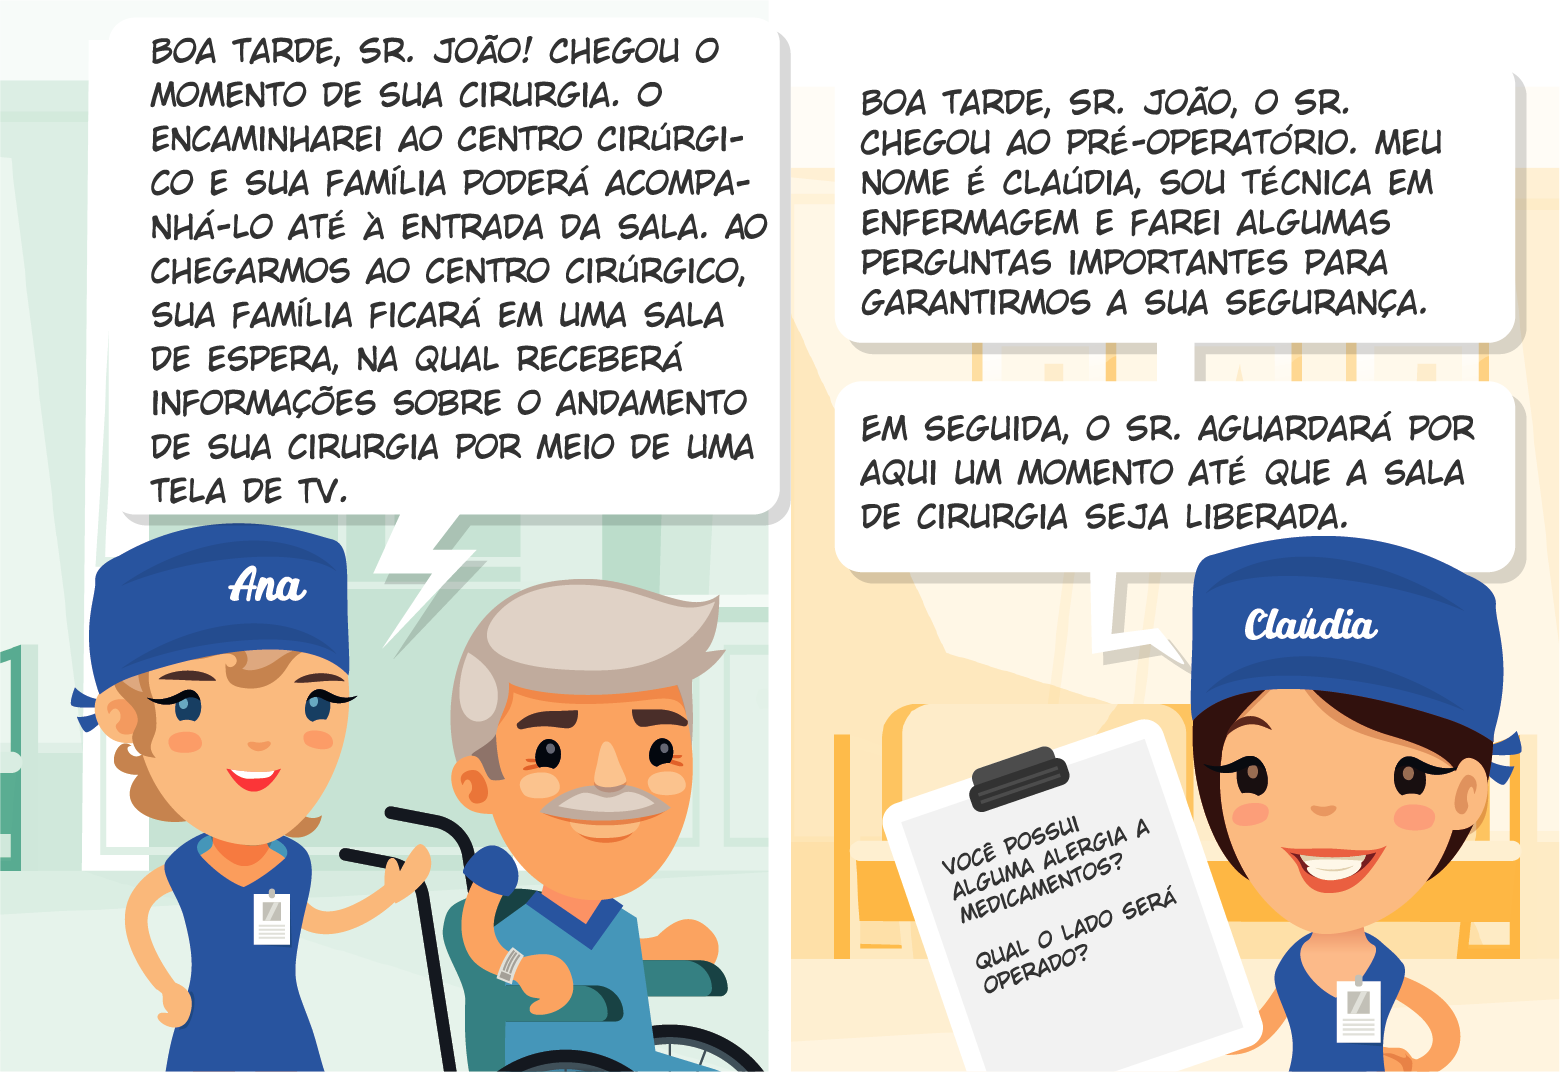 BOA TARDE, SR. JOÃO! CHEGOU O
MOMENTO DE SUA CIRURGIA. O
ENCAMINHAREI AO CENTRO CIRÚRGI-
CO E SUA FAMÍLIA PODERÁ ACOMPA-
NHÁ-LO ATÉ À ENTRADA DA SALA. AO
CHEGARMOS AO CENTRO CIRÚRGICO,
SUA FAMÍLIA FICARÁ EM UMA SALA
DE ESPERA, NA QUAL RECEBERÁ
INFORMAÇÕES SOBRE O ANDAMENTO
DE SUA CIRURGIA POR MEIO DE UMA
TELA DE TV.
Ana
BOA TARDE, SR. JOÃO, O SR.
CHEGOU AO PRÉ-OPERATÓRIO. MEU
NOME É CLAÚDIA, SOU TÉCNICA EM
ENFERMAGEM E FAREI ALGUMAS
PERGUNTAS IMPORTANTES PARA
GARANTIRMOS A SUA SEGURANÇA.
EM SEGUIDA, O SR. AGUARDARÁ POR
AQUI UM MOMENTO ATÉ QUE A SALA
DE CIRURGIA SEJA LIBERADA.
Claúdia
VOCÊ POSSUI
ALGUMA ALERGIA A
MEDICAMENTOS?
QUAL O LADO SERÁ
OPERADO?